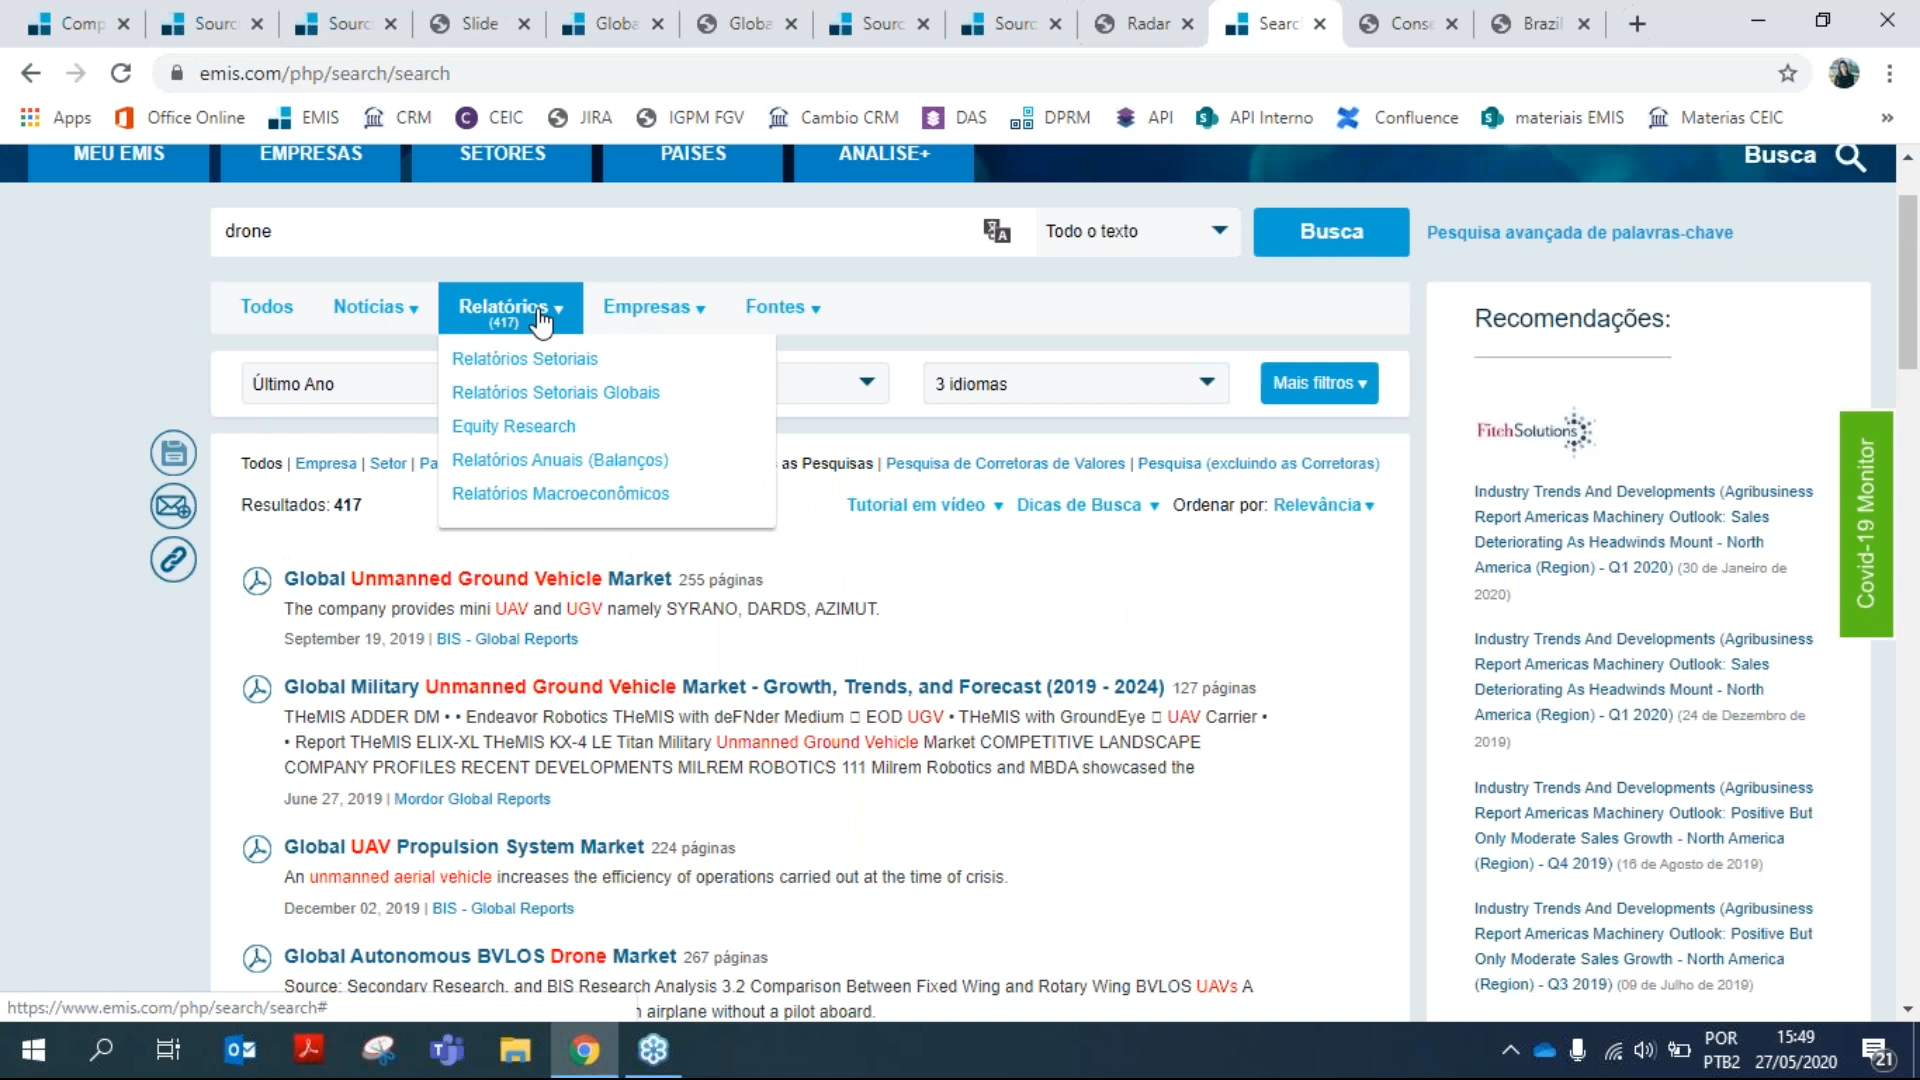 Comp
Sourc
Sourc
Slide
Globa
Globa
Sourc
Sourc
Radar
Searc
Conse
Brazil
emis.com/php/search/search
Apps
Office Online
EMIS
CRM
CEIC
JIRA
IGPM FGV
Cambio CRM
DAS
DPRM
API
API Interno
Confluence
materiais EMIS
Materias CEIC
MEU EMIS
EMPRESAS
SETORES
PAÍSES
ANÁLISE+
Busca
drone
Todo o texto
Busca
Pesquisa avançada de palavras-chave
Todos
Notícias
Relatórios
(417)
Empresas
Fontes
Relatórios Setoriais
Relatórios Setoriais Globais
Equity Research
Relatórios Anuais (Balanços)
Relatórios Macroeconômicos
Último Ano
3 idiomas
Mais filtros
Todos | Empresa | Setor | Pa
as Pesquisas | Pesquisa de Corretoras de Valores | Pesquisa (excluindo as Corretoras)
Resultados: 417
Tutorial em vídeo
Dicas de Busca
Ordenar por: Relevância
Global Unmanned Ground Vehicle Market 255 páginas
The company provides mini UAV and UGV namely SYRANO, DARDS, AZIMUT.
September 19, 2019 | BIS - Global Reports
Global Military Unmanned Ground Vehicle Market - Growth, Trends, and Forecast (2019 - 2024) 127 páginas
THeMIS ADDER DM • • Endeavor Robotics THeMIS with deFNder Medium □ EOD UGV • THeMIS with GroundEye □ UAV Carrier •
• Report THeMIS ELIX-XL THeMIS KX-4 LE Titan Military Unmanned Ground Vehicle Market COMPETITIVE LANDSCAPE
COMPANY PROFILES RECENT DEVELOPMENTS MILREM ROBOTICS 111 Milrem Robotics and MBDA showcased the
June 27, 2019 | Mordor Global Reports
Global UAV Propulsion System Market 224 páginas
An unmanned aerial vehicle increases the efficiency of operations carried out at the time of crisis.
December 02, 2019 | BIS - Global Reports
Global Autonomous BVLOS Drone Market 267 páginas
Source: Secondary Research, and BIS Research Analysis 3.2 Comparison Between Fixed Wing and Rotary Wing BVLOS UAVs A
airplane without a pilot aboard.
Recomendações:
FitchSolutions
Industry Trends And Developments (Agribusiness
Report Americas Machinery Outlook: Sales
Deteriorating As Headwinds Mount - North
America (Region) - Q1 2020) (30 de Janeiro de
2020)
Industry Trends And Developments (Agribusiness
Report Americas Machinery Outlook: Sales
Deteriorating As Headwinds Mount - North
America (Region) - Q1 2020) (24 de Dezembro de
2019)
Industry Trends And Developments (Agribusiness
Report Americas Machinery Outlook: Positive But
Only Moderate Sales Growth - North America
(Region) - Q4 2019) (16 de Agosto de 2019)
Industry Trends And Developments (Agribusiness
Report Americas Machinery Outlook: Positive But
Only Moderate Sales Growth - North America
(Region) - Q3 2019) (09 de Julho de 2019)
Covid-19 Monitor
https://www.emis.com/php/search/search#
POR
PTB2
15:49
27/05/2020
21